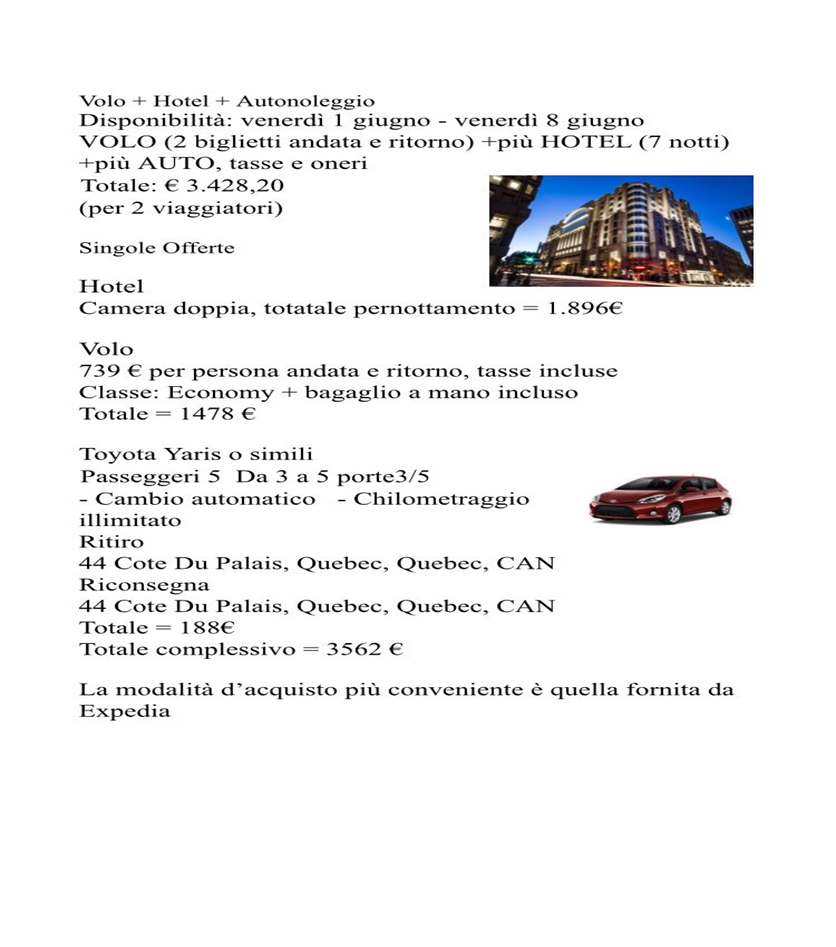 Volo + Hotel + Autonoleggio
Disponibilità: venerdì 1 giugno - venerdì 8 giugno
VOLO (2 biglietti andata e ritorno) +più HOTEL (7 notti)
+più AUTO, tasse e oneri
Totale: € 3.428,20
(per 2 viaggiatori)
Singole Offerte
Hotel
Camera doppia, totatale pernottamento = 1.896€
Volo
739 € per persona andata e ritorno, tasse incluse
Classe: Economy + bagaglio a mano incluso
Totale = 1478 €
Toyota Yaris o simili
Passeggeri 5  Da 3 a 5 porte3/5
- Cambio automatico   - Chilometraggio
illimitato
Ritiro
44 Cote Du Palais, Quebec, Quebec, CAN
Riconsegna
44 Cote Du Palais, Quebec, Quebec, CAN
Totale = 188€
Totale complessivo = 3562 €
La modalità d’acquisto più conveniente è quella fornita da
Expedia